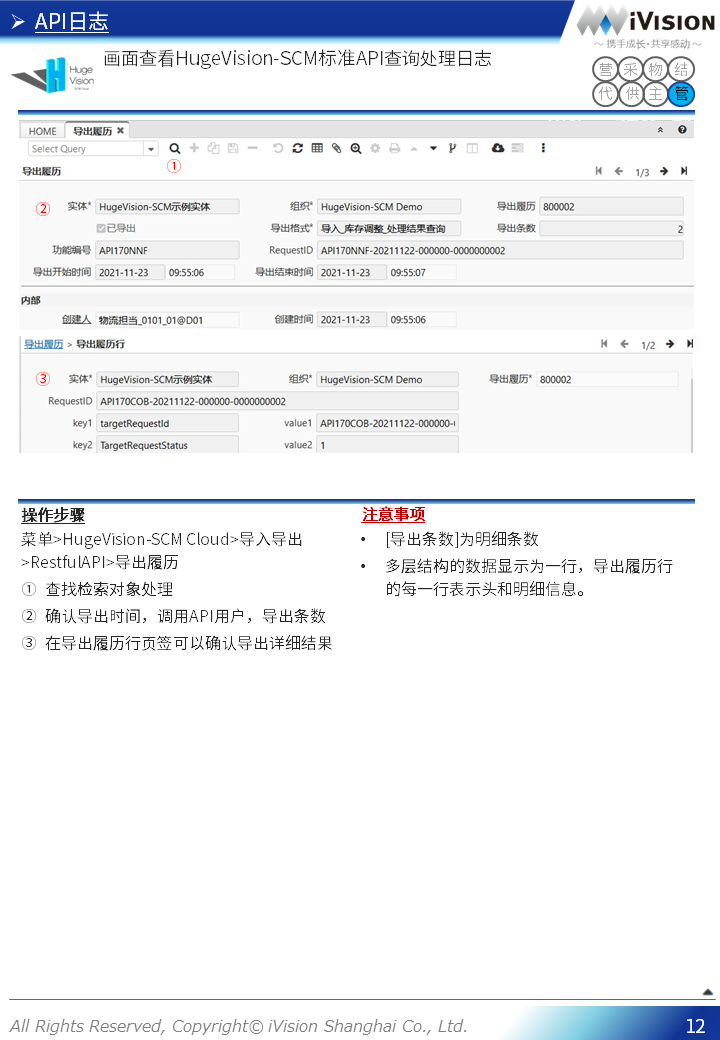 ➢ API日志
iVISION
～ 携手成长·共享感动 ～
Huge
Vision
SCM Cloud
画面查看HugeVision-SCM标准API查询处理日志
营 采 物 结
代 供 主 管
HOME 导出履历 ✖
Select Query
①
导出履历 1/3
② 实体* HugeVision-SCM示例实体 组织* HugeVision-SCM Demo 导出履历 800002
已导出 导出格式* 导入_库存调整_处理结果查询 导出条数 2
功能编号 API170NNF RequestID API170NNF-20211122-000000-0000000002
导出开始时间 2021-11-23 09:55:06 导出结束时间 2021-11-23 09:55:07
内部
创建人 物流担当_0101_01@D01 创建时间 2021-11-23 09:55:06
导出履历 > 导出履历行 1/2
③ 实体* HugeVision-SCM示例实体 组织* HugeVision-SCM Demo 导出履历* 800002
RequestID API170COB-20211122-000000-0000000002
key1 targetRequestId value1 API170COB-20211122-000000-
key2 TargetRequestStatus value2 1
操作步骤
菜单>HugeVision-SCM Cloud>导入导出
>RestfulAPI>导出履历
① 查找检索对象处理
② 确认导出时间，调用API用户，导出条数
③ 在导出履历行页签可以确认导出详细结果
注意事项
• [导出条数]为明细条数
• 多层结构的数据显示为一行，导出履历行
的每一行表示头和明细信息。
All Rights Reserved, Copyright© iVision Shanghai Co., Ltd.
12